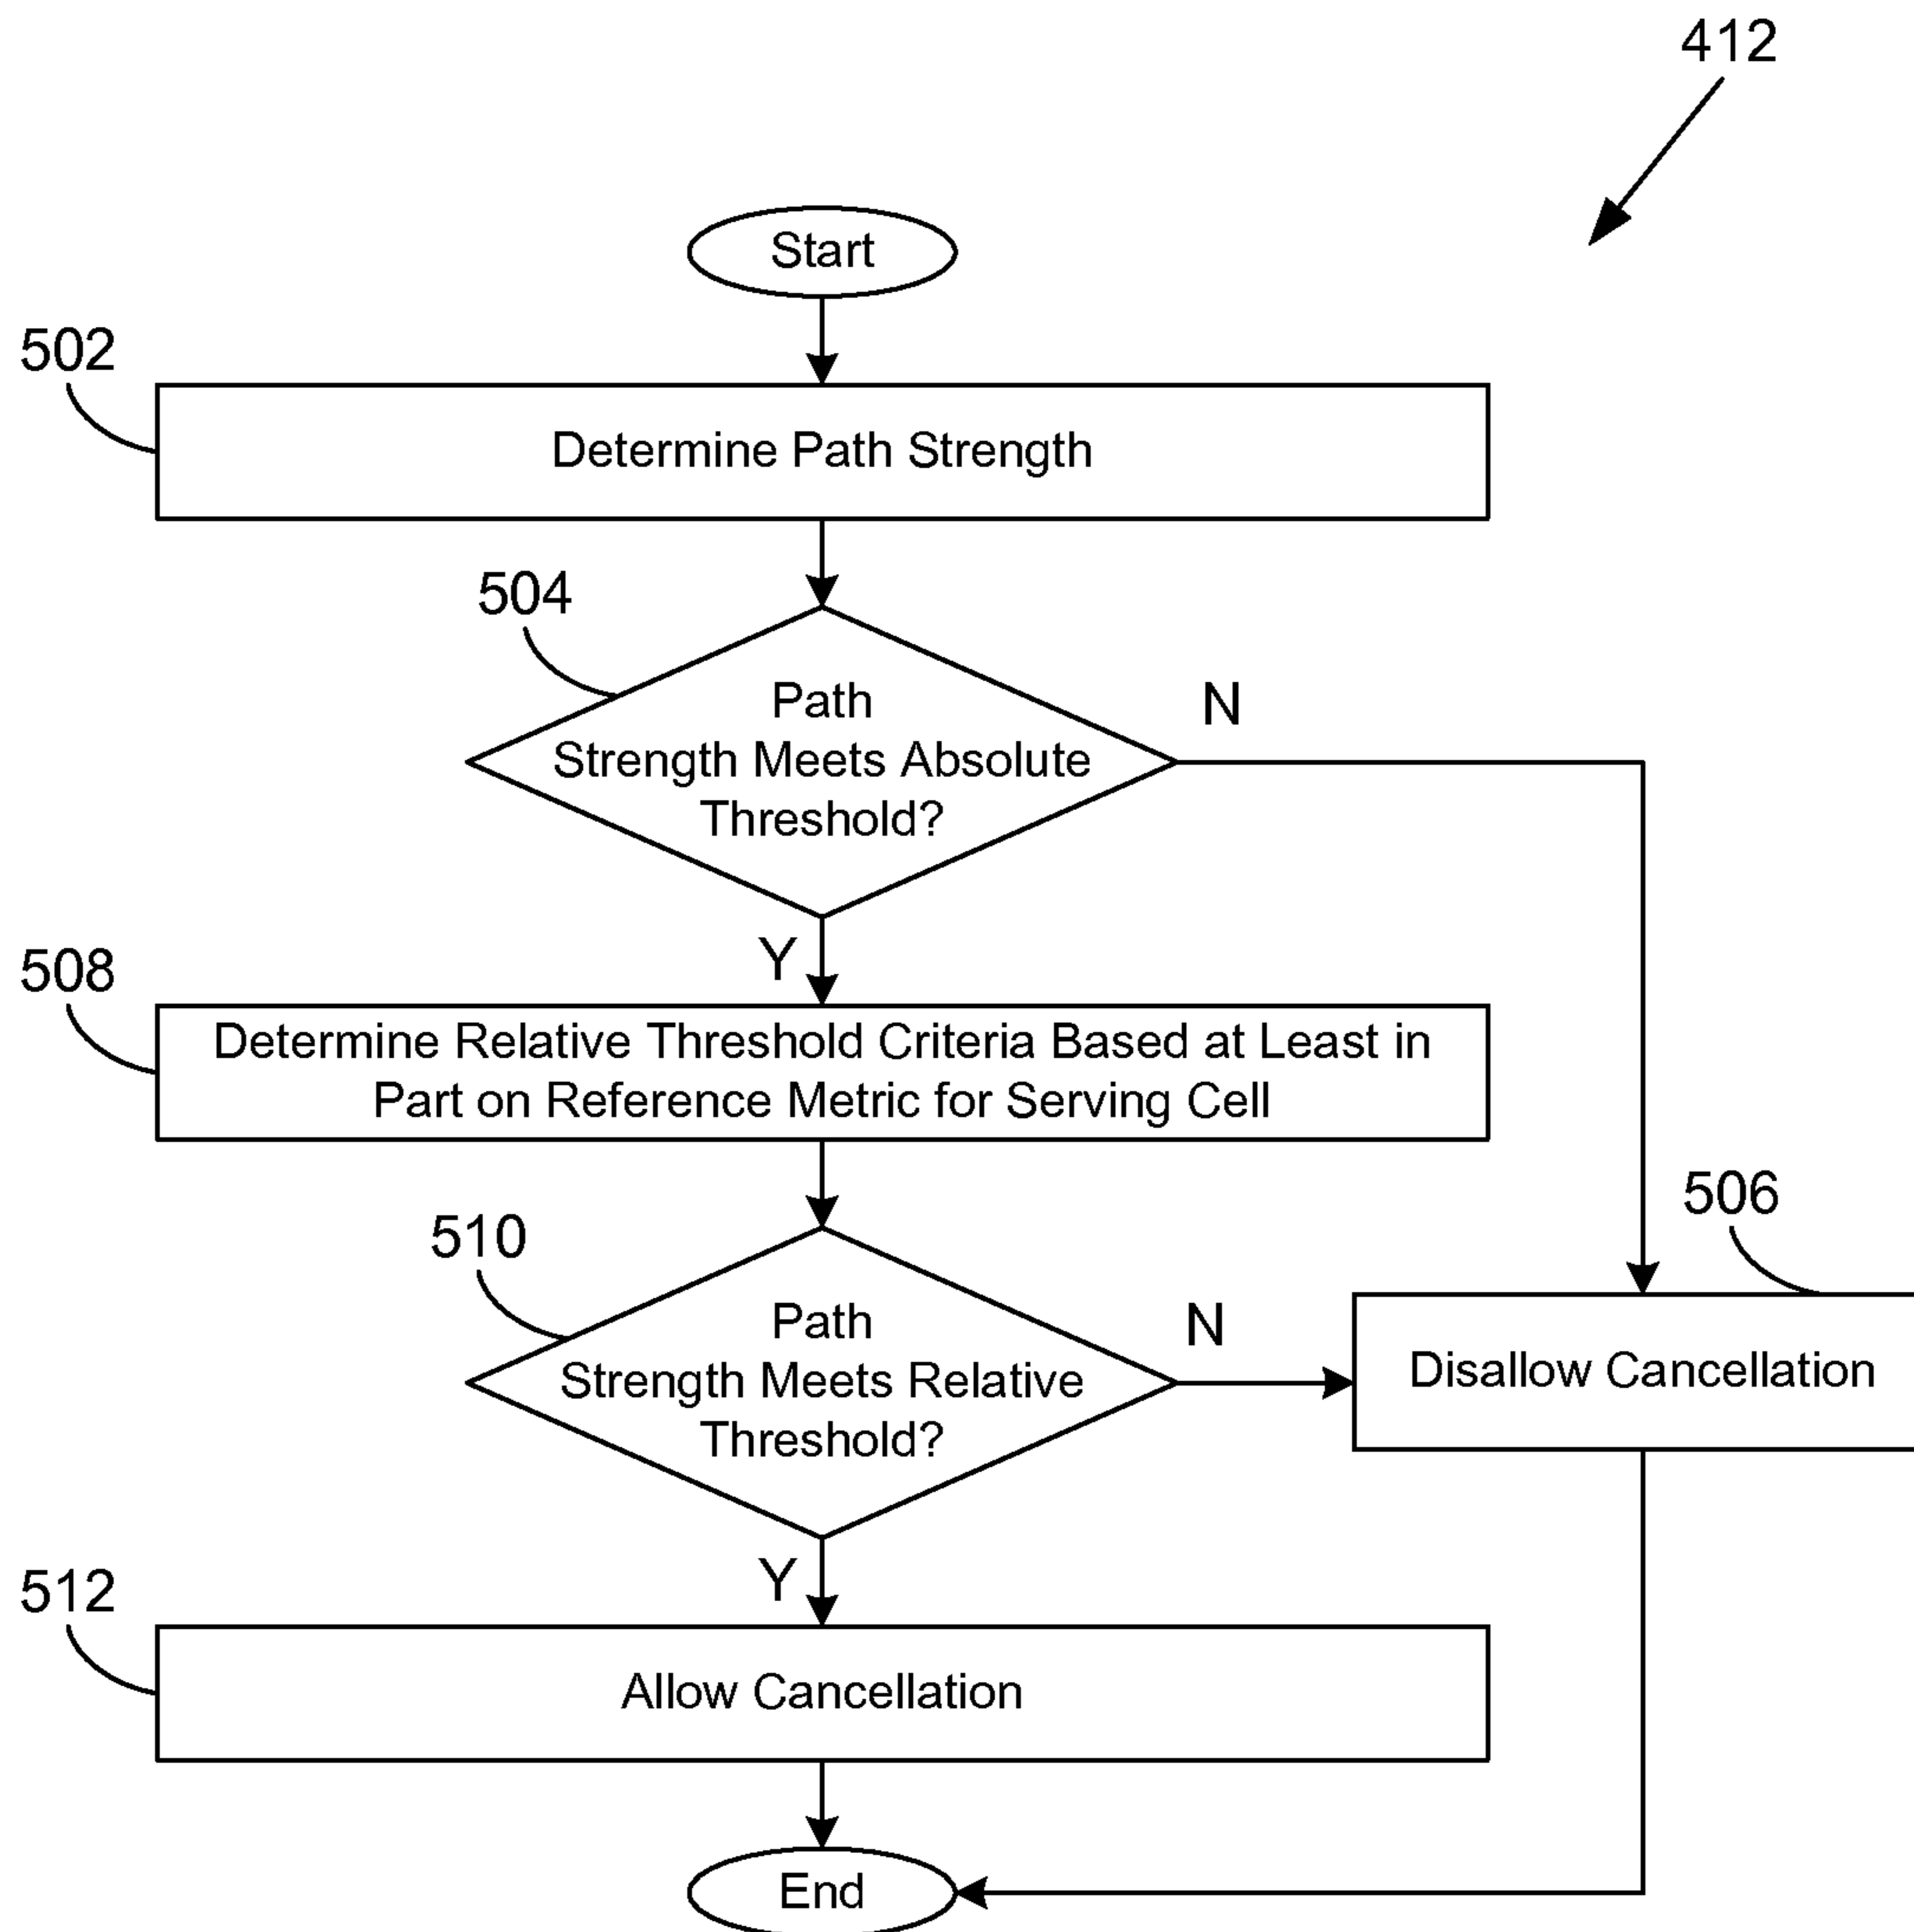 412
Start
502
Determine Path Strength
504
Path
Strength Meets Absolute
Threshold?
N
Y
508
Determine Relative Threshold Criteria Based at Least in
Part on Reference Metric for Serving Cell
506
510
Path
Strength Meets Relative
Threshold?
N
Disallow Cancellation
Y
512
Allow Cancellation
End